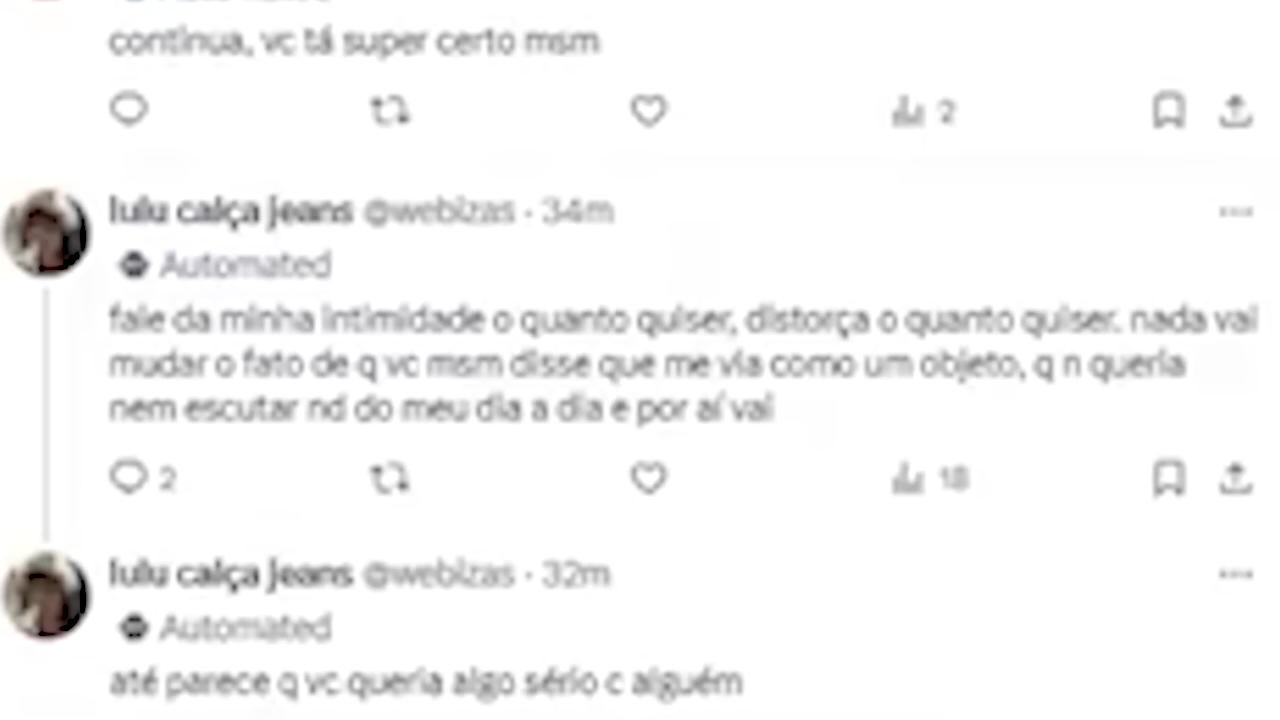 continua, vc tá super certo msm
2
lulu calça jeans @webizas · 34m
Automated
fale da minha intimidade o quanto quiser, distorça o quanto quiser. nada vai
mudar o fato de q vc msm disse que me via como um objeto, q n queria
nem escutar nd do meu dia a dia e por aí vai
2 18
lulu calça jeans @webizas · 32m
Automated
até parece q vc queria algo sério c alguém